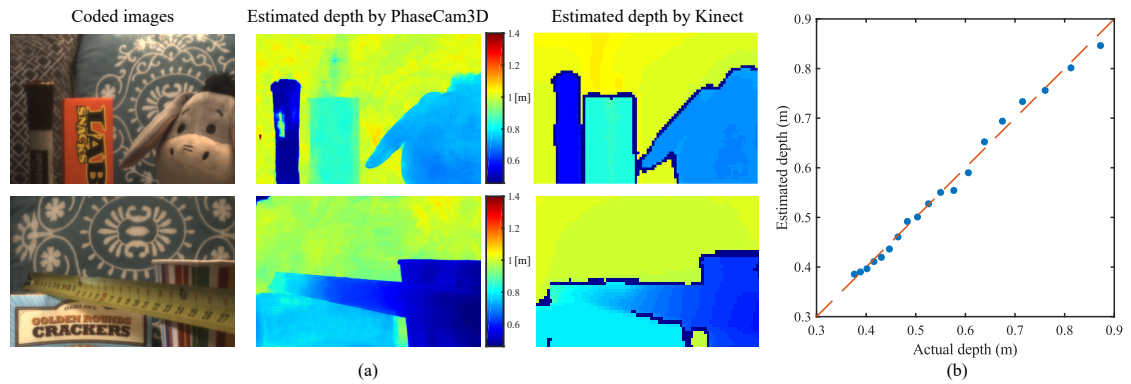 Coded images
Estimated depth by PhaseCam3D
Estimated depth by Kinect
LAB
SNACKS
1.4
1.2
1
[m]
0.8
0.6
1.4
1.2
1
[m]
0.8
0.6
GOLDEN ROUNDS
CRACKERS
(a)
0.9
0.8
0.7
0.6
0.5
0.4
0.3
Estimated depth (m)
0.3
0.4
0.5
0.6
0.7
0.8
0.9
Actual depth (m)
(b)